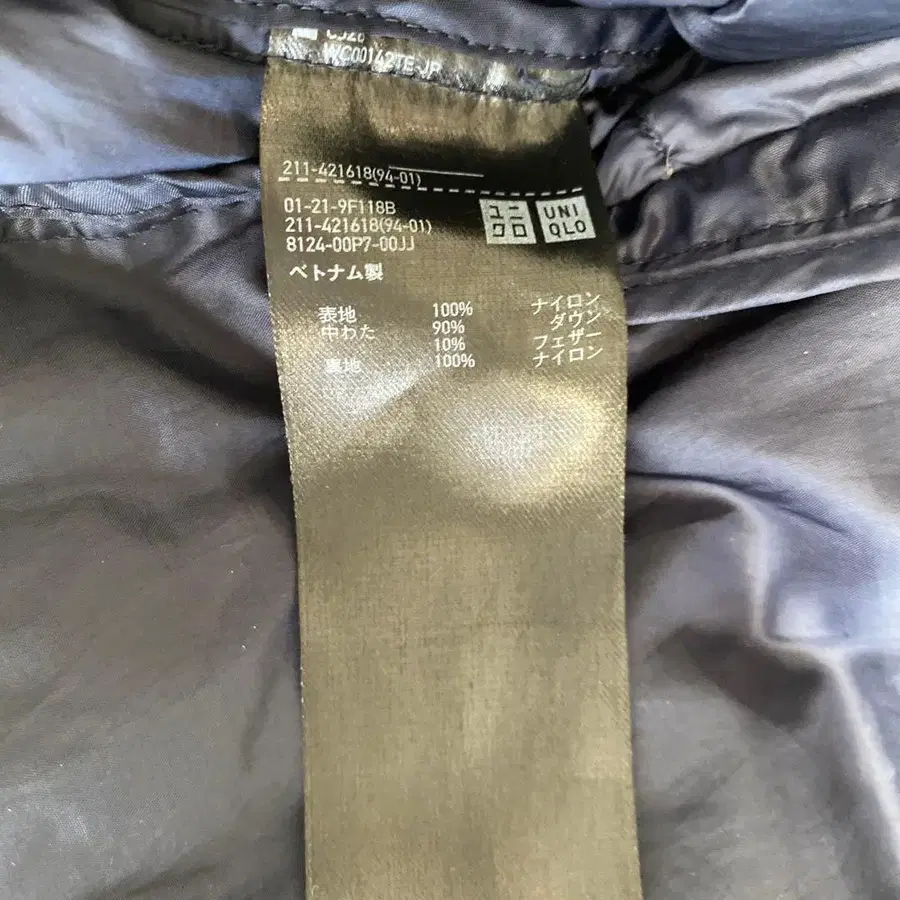 WC00142TE-JP
211-421618(94-01)
01-21-9F118B
211-421618(94-01)
8124-00P7-00JJ
ユニクロ
UNIQLO
ベトナム製
表地 100% ナイロン
中わた 90% ダウン
10% フェザー
裏地 100% ナイロン